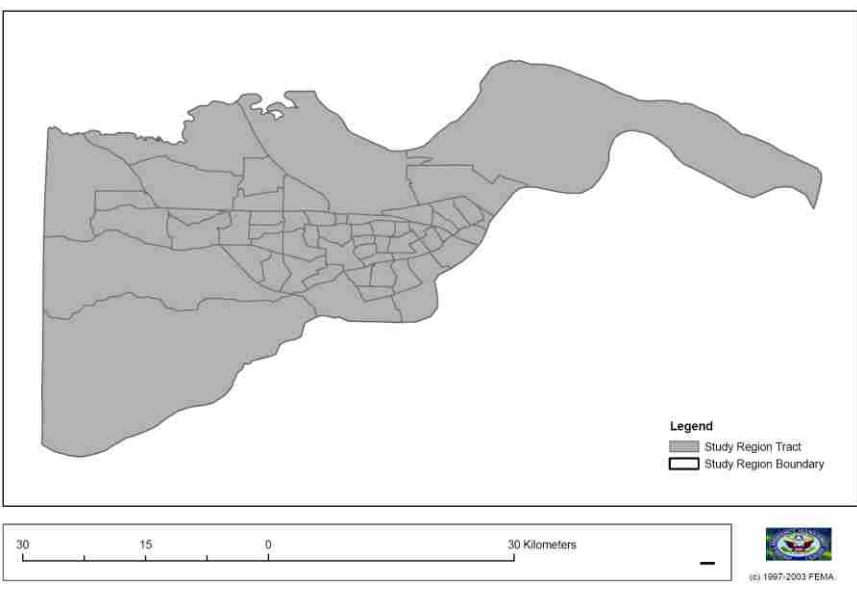 Legend
Study Region Tract
Study Region Boundary
30 15 0 30 Kilometers
(c) 1997-2003 FEMA.